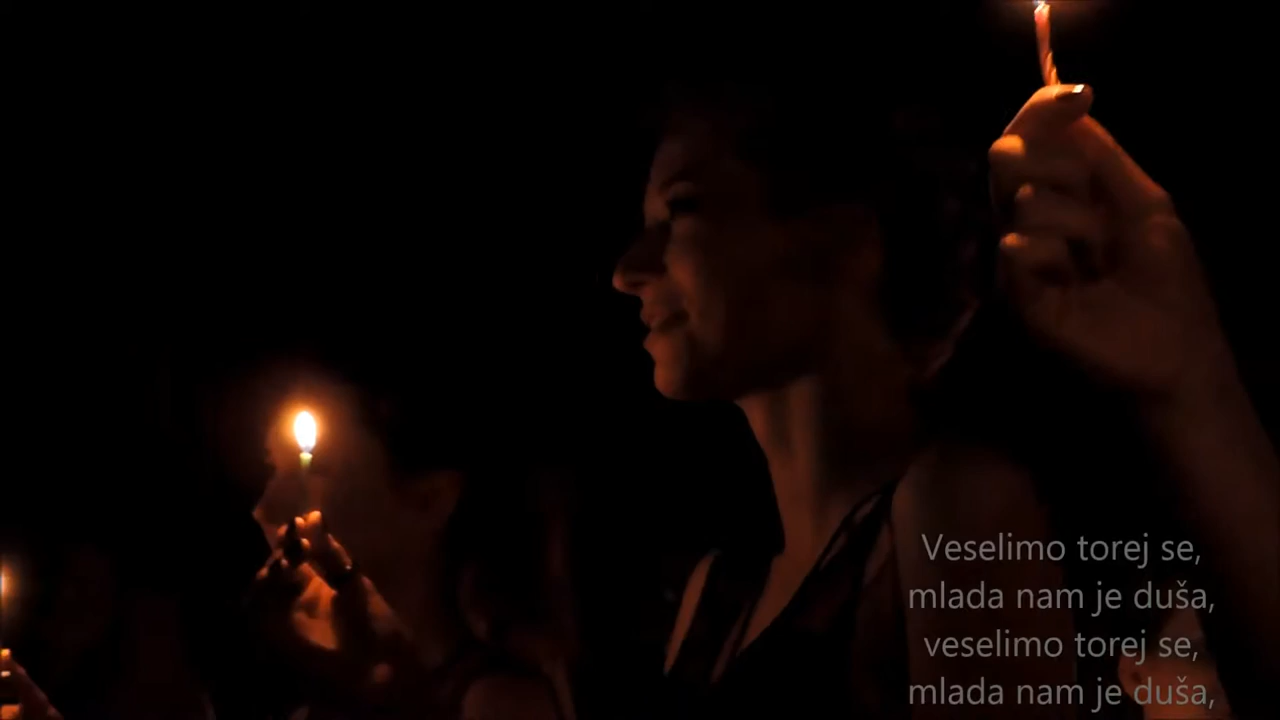 Veselimo torej se,
mlada nam je duša,
veselimo torej se,
mlada nam je duša,